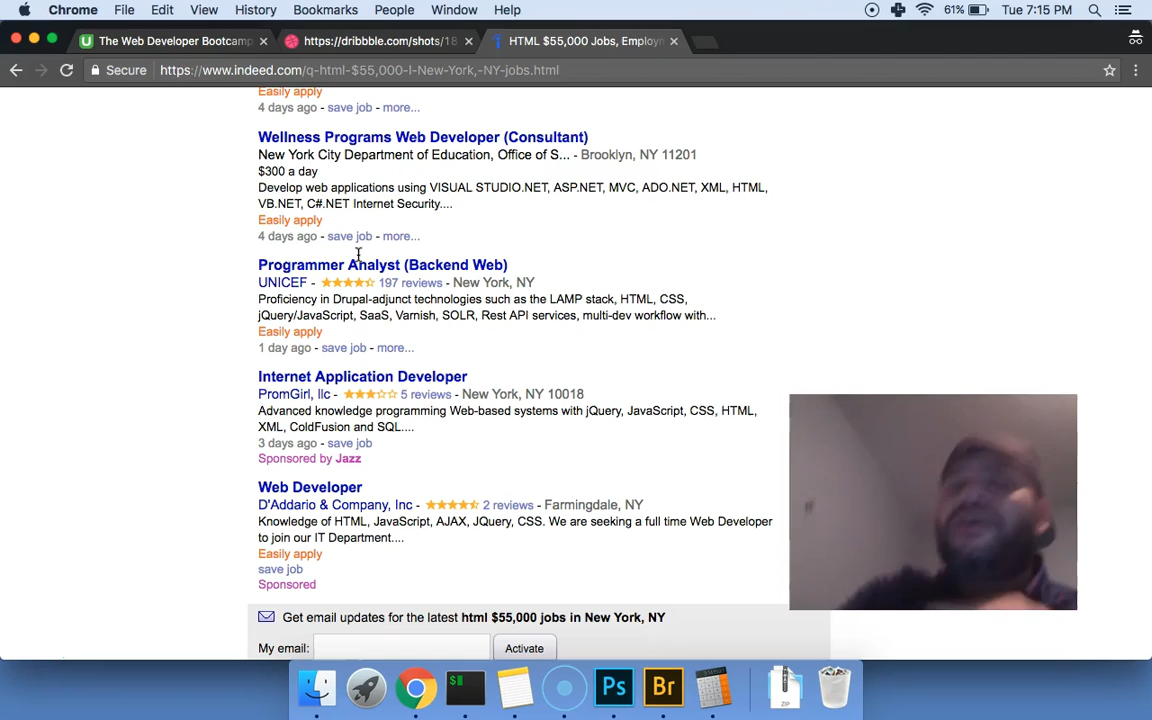 Chrome File Edit View History Bookmarks People Window Help 61% Tue 7:15 PM
The Web Developer Bootcamp × https://dribbble.com/shots/18 × HTML $55,000 Jobs, Employm ×
Secure https://www.indeed.com/q-html-$55,000-l-New-York,-NY-jobs.html
Easily apply
4 days ago - save job - more...
Wellness Programs Web Developer (Consultant)
New York City Department of Education, Office of S... - Brooklyn, NY 11201
$300 a day
Develop web applications using VISUAL STUDIO.NET, ASP.NET, MVC, ADO.NET, XML, HTML,
VB.NET, C#.NET Internet Security....
Easily apply
4 days ago - save job - more...
Programmer Analyst (Backend Web)
UNICEF - 197 reviews - New York, NY
Proficiency in Drupal-adjunct technologies such as the LAMP stack, HTML, CSS,
jQuery/JavaScript, SaaS, Varnish, SOLR, Rest API services, multi-dev workflow with...
Easily apply
1 day ago - save job - more...
Internet Application Developer
PromGirl, llc - 5 reviews - New York, NY 10018
Advanced knowledge programming Web-based systems with jQuery, JavaScript, CSS, HTML,
XML, ColdFusion and SQL....
3 days ago - save job
Sponsored by Jazz
Web Developer
D'Addario & Company, Inc - 2 reviews - Farmingdale, NY
Knowledge of HTML, JavaScript, AJAX, JQuery, CSS. We are seeking a full time Web Developer
to join our IT Department....
Easily apply
save job
Sponsored
Get email updates for the latest html $55,000 jobs in New York, NY
My email: Activate
$ Ps Br ZIP